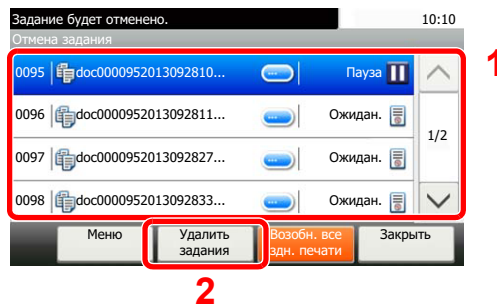 Задание будет отменено. 10:10
Отмена задания
0095 doc0000952013092810... Пауза
1
0096 doc0000952013092811... Ожидан.
1/2
0097 doc0000952013092827... Ожидан.
0098 doc0000952013092833... Ожидан.
Меню Удалить задания Возобн. все здн. печати Закрыть
2